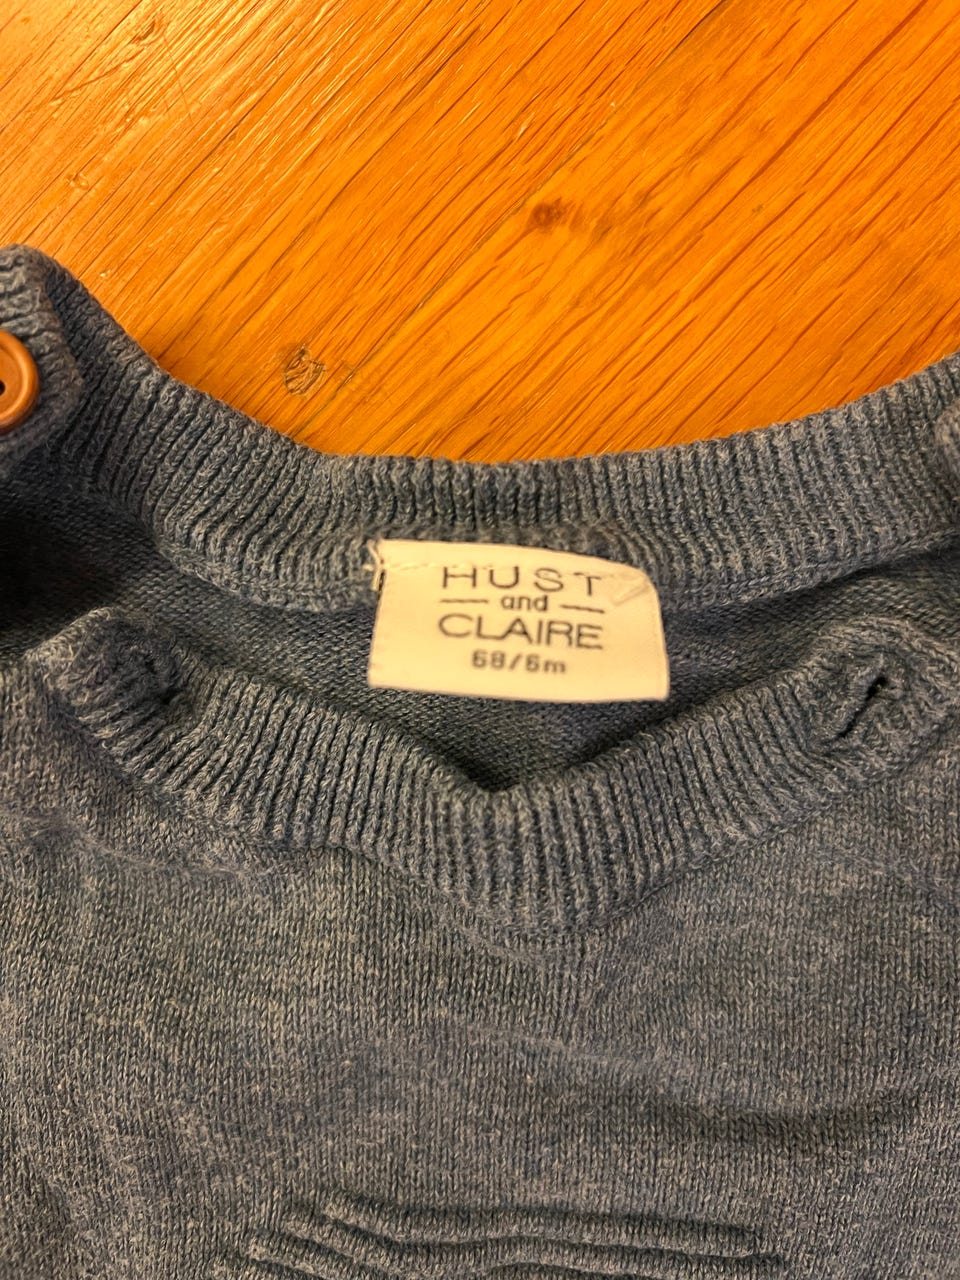 HUST
and
CLAIRE
68/6m